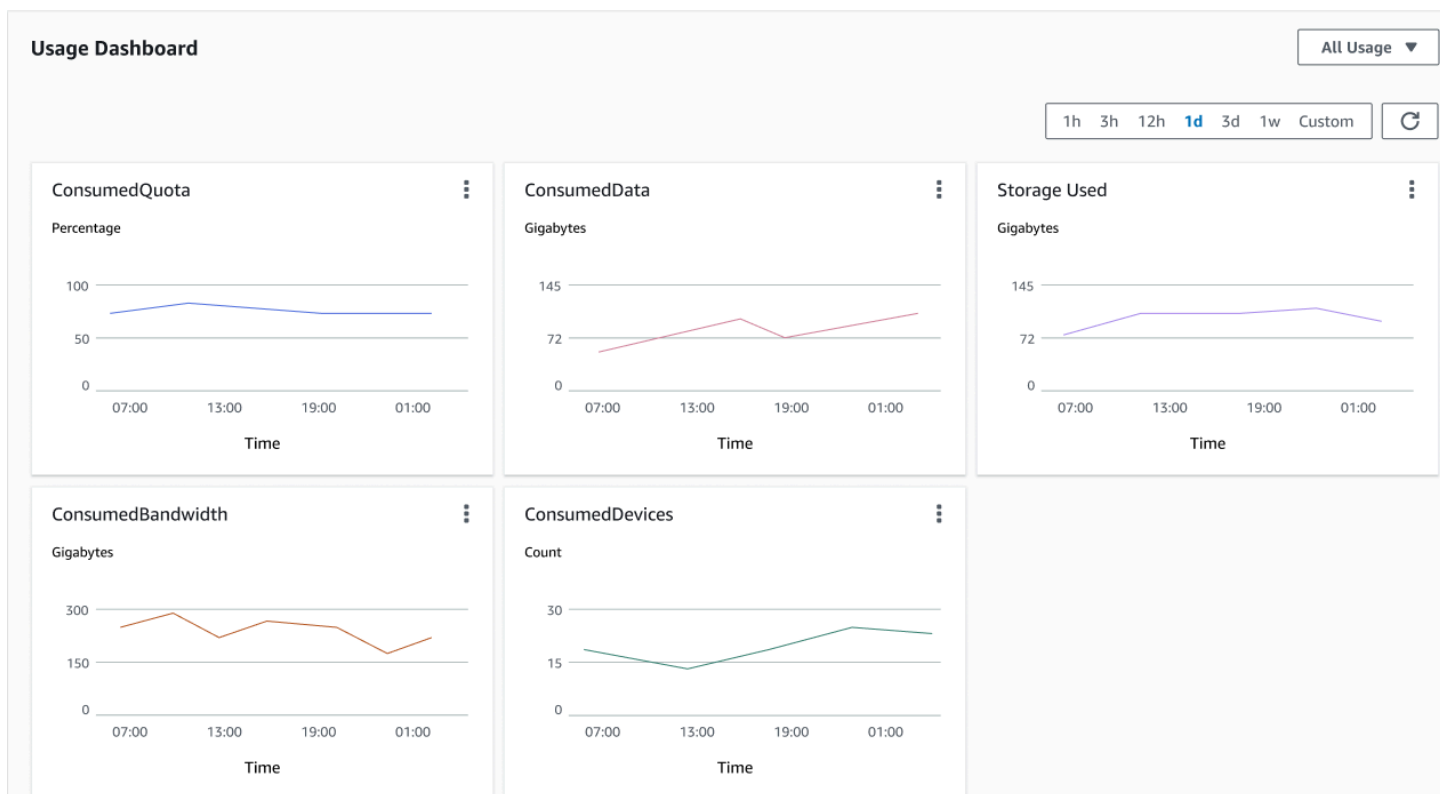 Usage Dashboard
All Usage
1h 3h 12h 1d 3d 1w Custom
ConsumedQuota
Percentage
100
50
0
07:00 13:00 19:00 01:00
Time
ConsumedData
Gigabytes
145
72
0
07:00 13:00 19:00 01:00
Time
Storage Used
Gigabytes
145
72
0
07:00 13:00 19:00 01:00
Time
ConsumedBandwidth
Gigabytes
300
150
0
07:00 13:00 19:00 01:00
Time
ConsumedDevices
Count
30
15
0
07:00 13:00 19:00 01:00
Time